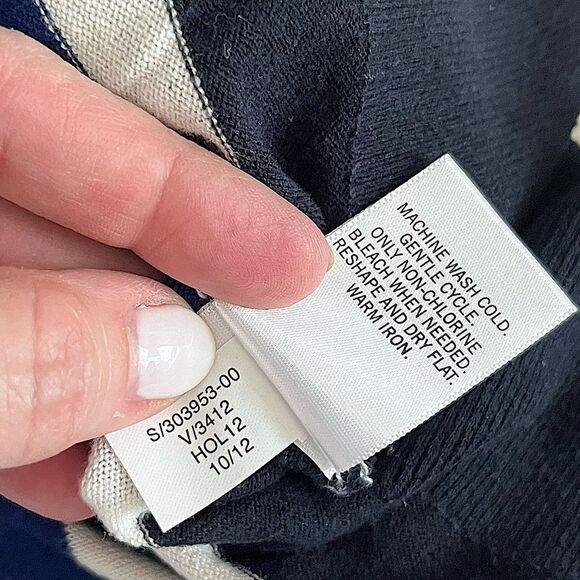 MACHINE WASH COLD.
GENTLE CYCLE.
ONLY NON-CHLORINE
BLEACH WHEN NEEDED.
RESHAPE AND DRY FLAT.
WARM IRON.
S/303953-00
V/3412
HOL12
10/12